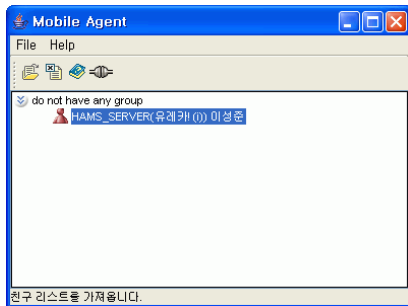 Mobile Agent
File Help
do not have any group
HAMS_SERVER(유레카! (i)) 이성준
친구 리스트를 가져옵니다.